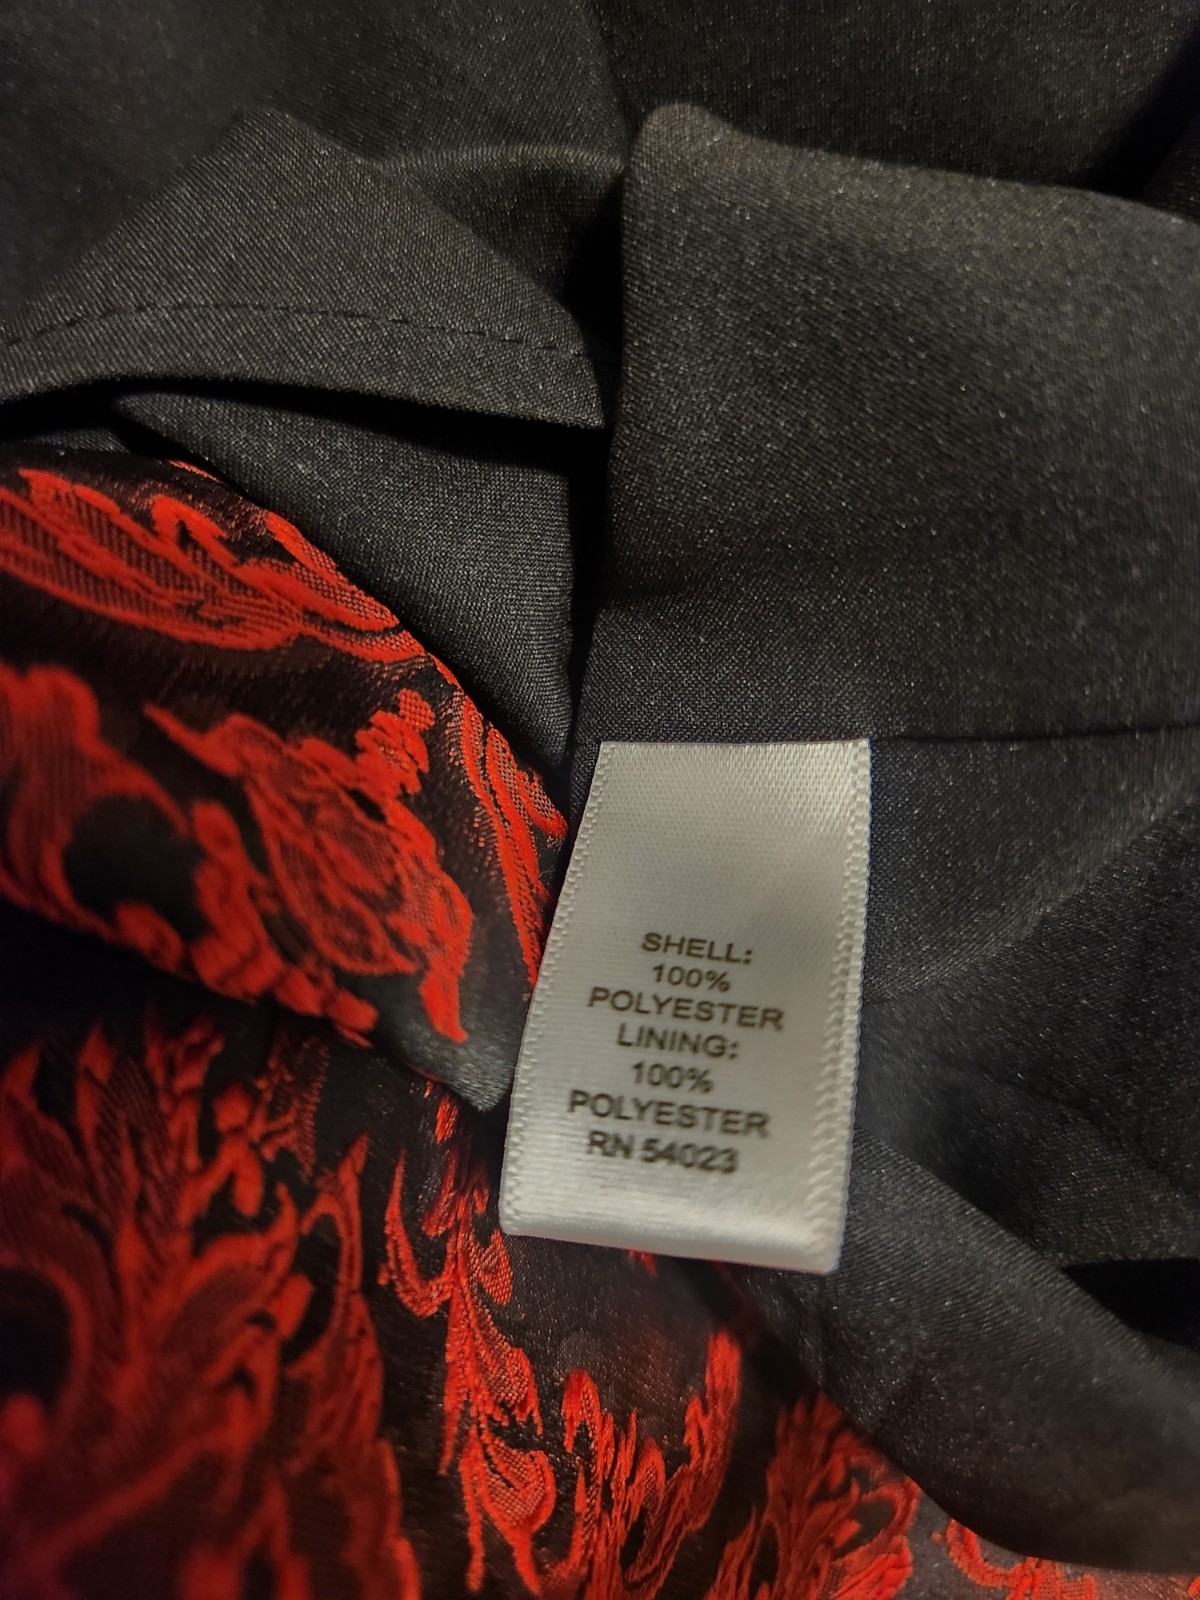 SHELL:
100%
POLYESTER
LINING:
100%
POLYESTER
RN 54023